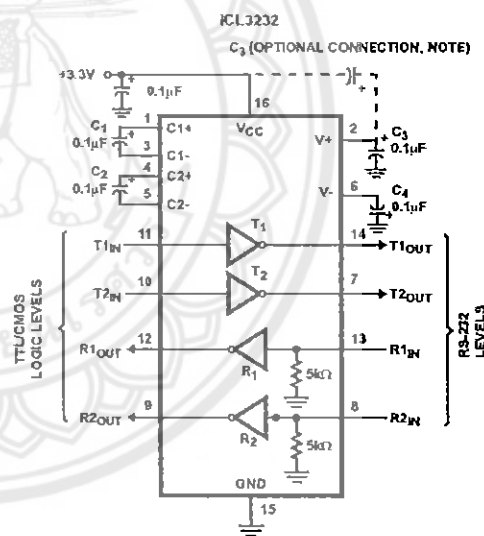 ICL3232
C3 (OPTIONAL CONNECTION, NOTE)
+3.3V
0.1µF
16
VCC
C1
0.1µF
1
C1+
3
C1-
C2
0.1µF
4
C2+
5
C2-
V+
2
C3
0.1µF
V-
6
C4
0.1µF
T1IN
11
T1
14
T1OUT
T2IN
10
T2
7
T2OUT
R1OUT
12
R1
13
R1IN
5kΩ
R2OUT
9
R2
8
R2IN
5kΩ
GND
15
TTL/CMOS
LOGIC LEVELS
RS-232
LEVELS